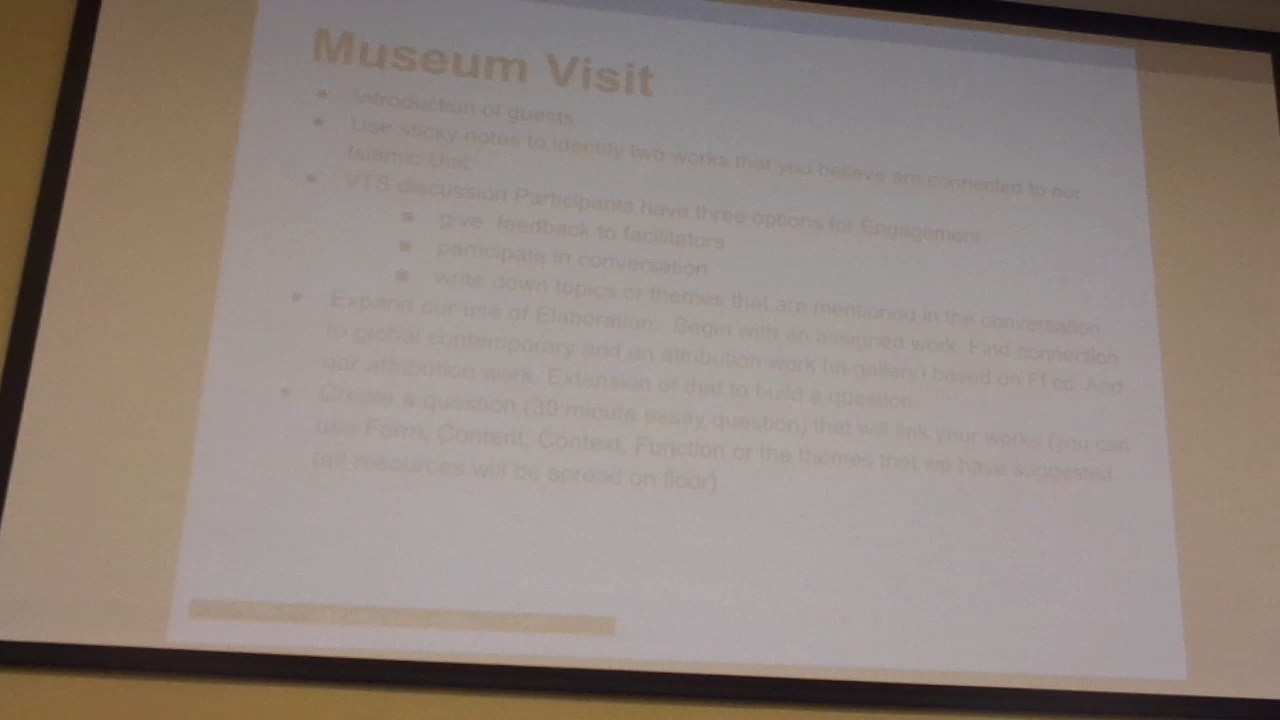 Museum Visit
Introduction of guests
Use sticky notes to identify two works that you believe are connected to our
Islamic Unit
VTS discussion Participants have three options for Engagement
give feedback to facilitators
participate in conversation
write down topics or themes that are mentioned in the conversation
Expand our use of Elaboration. Begin with an assigned work. Find connection
to global contemporary and an attribution work (in gallery) based on And
our attribution work. Extension of that to build a question
Create a question (30 minute essay question) that will link your works (you can
use Form, Content, Context, Function or the themes that we have suggested
(all resources will be spread on floor)